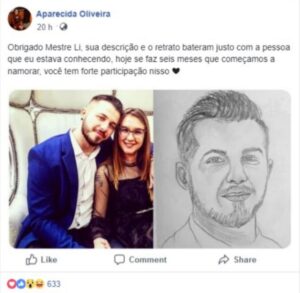 Aparecida Oliveira
20 h
Obrigado Mestre Li, sua descrição e o retrato bateram justo com a pessoa
que eu estava conhecendo, hoje se faz seis meses que começamos a
namorar, você tem forte participação nisso ❤
Like Comment Share
633